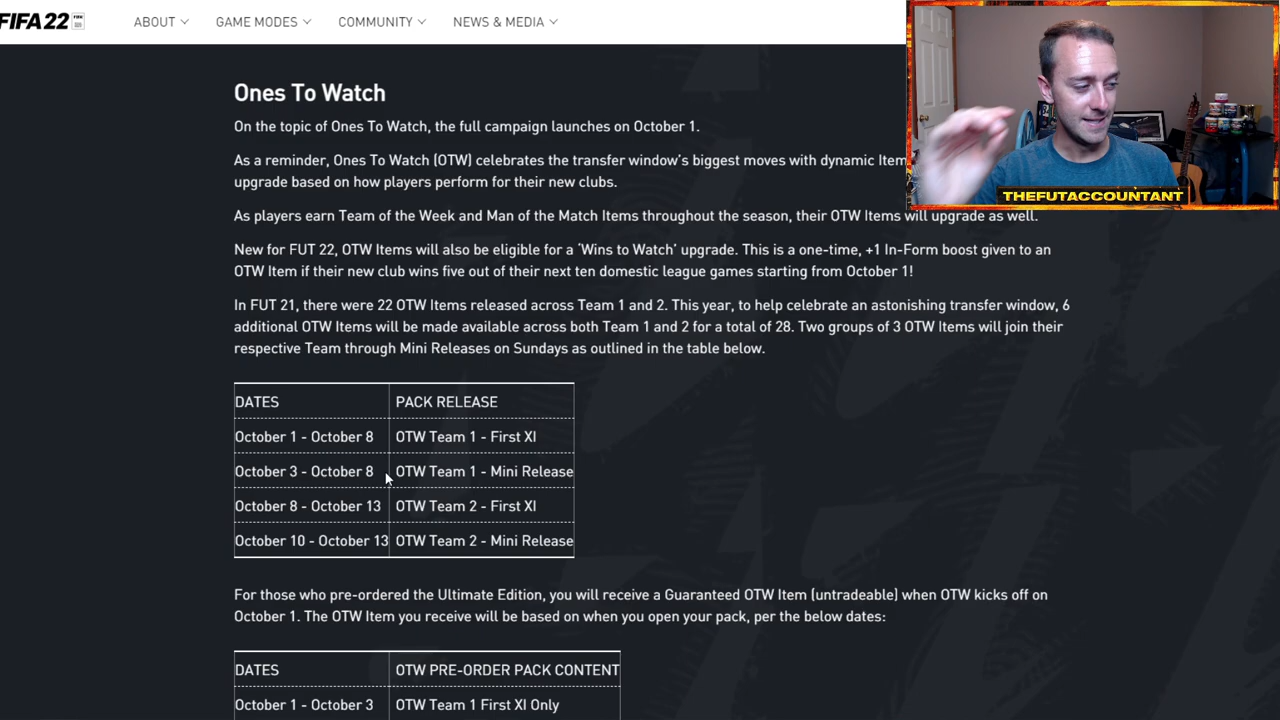 FIFA 22
ABOUT
GAME MODES
COMMUNITY
NEWS & MEDIA
THEFUTACCOUNTANT
Ones To Watch
On the topic of Ones To Watch, the full campaign launches on October 1.
As a reminder, Ones To Watch (OTW) celebrates the transfer window's biggest moves with dynamic Item
upgrade based on how players perform for their new clubs.
As players earn Team of the Week and Man of the Match Items throughout the season, their OTW Items will upgrade as well.
New for FUT 22, OTW Items will also be eligible for a 'Wins to Watch' upgrade. This is a one-time, +1 In-Form boost given to an
OTW Item if their new club wins five out of their next ten domestic league games starting from October 1!
In FUT 21, there were 22 OTW Items released across Team 1 and 2. This year, to help celebrate an astonishing transfer window, 6
additional OTW Items will be made available across both Team 1 and 2 for a total of 28. Two groups of 3 OTW Items will join their
respective Team through Mini Releases on Sundays as outlined in the table below.
DATES PACK RELEASE
October 1 - October 8 OTW Team 1 - First XI
October 3 - October 8 OTW Team 1 - Mini Release
October 8 - October 13 OTW Team 2 - First XI
October 10 - October 13 OTW Team 2 - Mini Release
For those who pre-ordered the Ultimate Edition, you will receive a Guaranteed OTW Item (untradeable) when OTW kicks off on
October 1. The OTW Item you receive will be based on when you open your pack, per the below dates:
DATES OTW PRE-ORDER PACK CONTENT
October 1 - October 3 OTW Team 1 First XI Only